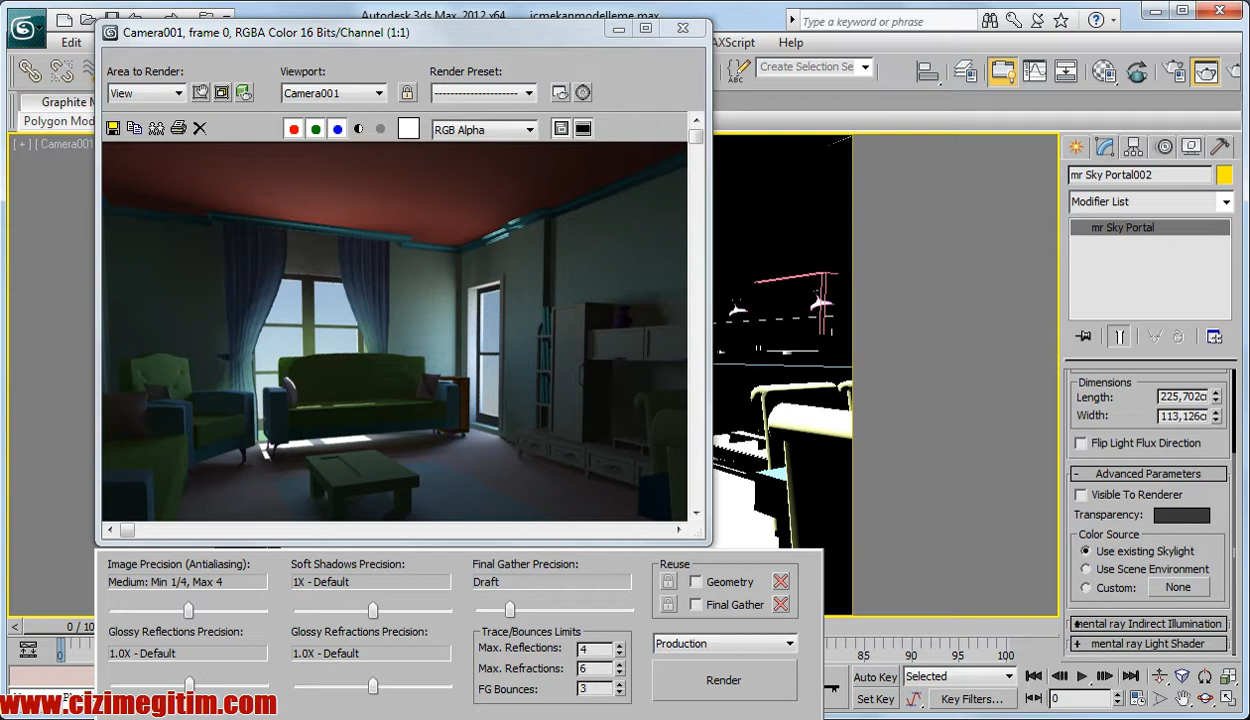 Autodesk 3ds Max 2012 x64
icmekanmodelleme.max
Type a keyword or phrase
Camera001, frame 0, RGBA Color 16 Bits/Channel (1:1)
Edit
AXScript
Help
Area to Render:
Viewport:
Render Preset:
View
Camera001
Create Selection Se
Graphite M
Polygon Mod
RGB Alpha
[ + ] [ Camera001
mr Sky Portal002
Modifier List
mr Sky Portal
Dimensions
Length:
225,702c
Width:
113,126c
Flip Light Flux Direction
Advanced Parameters
Visible To Renderer
Transparency:
Color Source
Use existing Skylight
Use Scene Environment
Custom:
None
mental ray Indirect Illumination
mental ray Light Shader
Image Precision (Antialiasing):
Medium: Min 1/4, Max 4
Soft Shadows Precision:
1X - Default
Final Gather Precision:
Draft
Reuse
Geometry
Final Gather
Glossy Reflections Precision:
1.0X - Default
Glossy Refractions Precision:
1.0X - Default
Trace/Bounces Limits
Max. Reflections:
4
Max. Refractions:
6
FG Bounces:
3
Production
Render
0 / 10
0
85
90
95
100
Auto Key
Selected
Set Key
Key Filters...
0
www.cizimegitim.com